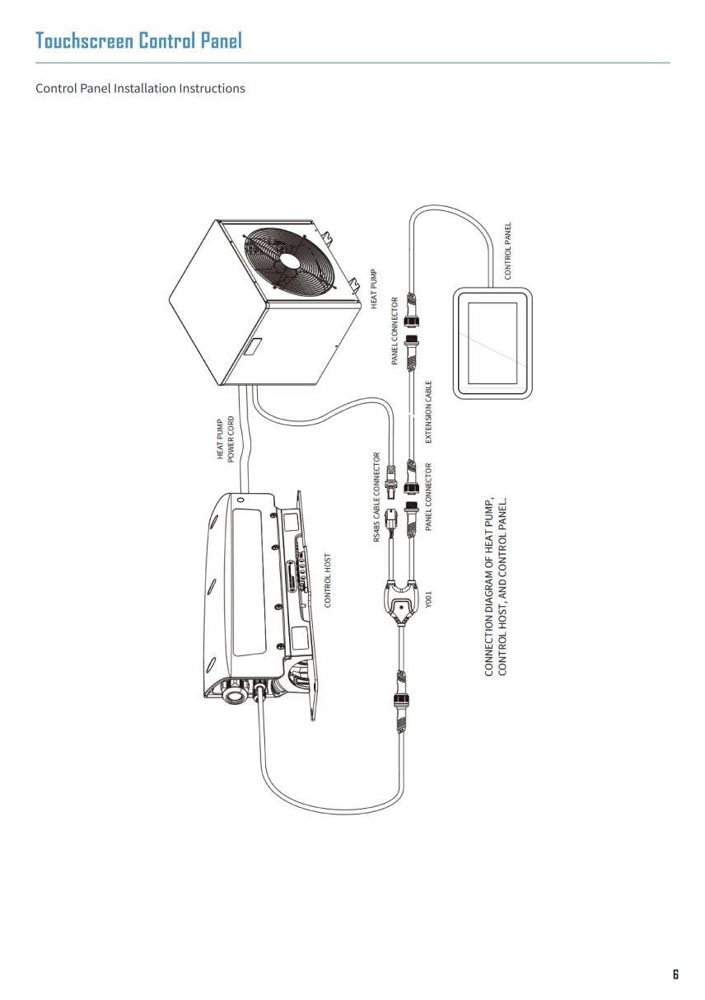 Touchscreen Control Panel
Control Panel Installation Instructions
HEAT PUMP
POWER CORD
HEAT PUMP
CONTROL HOST
RS485 CABLE CONNECTOR
PANEL CONNECTOR
EXTENSION CABLE
PANEL CONNECTOR
Y001
CONTROL PANEL
CONNECTION DIAGRAM OF HEAT PUMP,
CONTROL HOST, AND CONTROL PANEL.
6